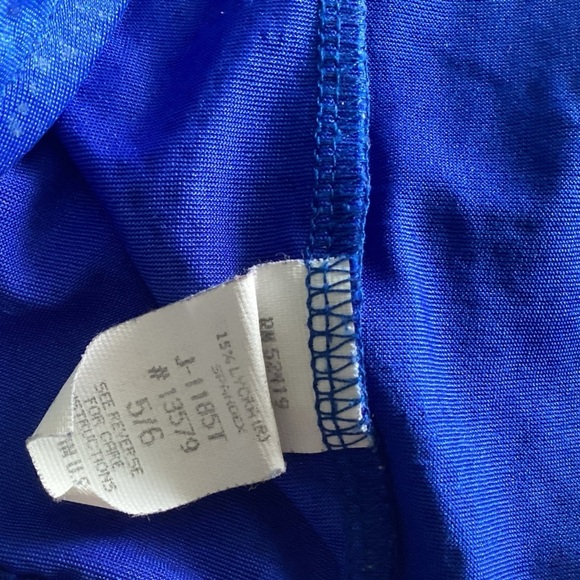 RN 52419
15% LYCRA (R)
SPANDEX
J-1185T
#13579
5/6
SEE REVERSE
FOR CARE
INSTRUCTIONS
IN U.S